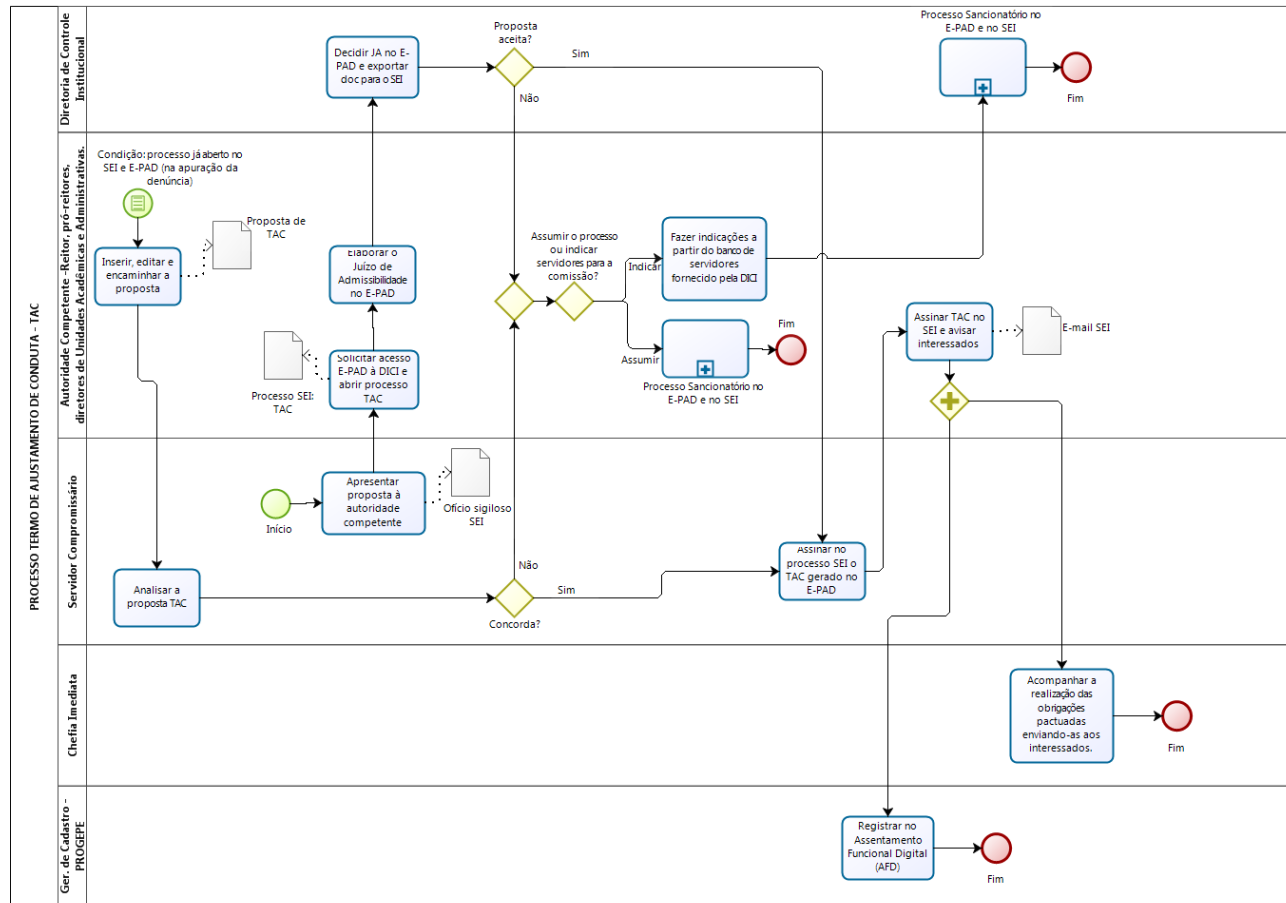 PROCESSO TERMO DE AJUSTAMENTO DE CONDUTA - TAC
Diretoria de Controle
Institucional
Decidir JA no E-
PAD e exportar
doc para o SEI
Proposta
aceita?
Sim
Não
Processo Sancionatório no
E-PAD e no SEI
Fim
Autoridade Competente -Reitor, pró-reitores,
diretores de Unidades Acadêmicas e Administrativas.
Condição: processo já aberto no
SEI e E-PAD (na apuração da
denúncia)
Inserir, editar e
encaminhar a
proposta
Proposta de
TAC
Elaborar o
Juízo de
Admissibilidade
no E-PAD
Processo SEI:
TAC
Solicitar acesso
E-PAD à DICI e
abrir processo
TAC
Assumir o processo
ou indicar
servidores para a
comissão?
Indicar
Fazer indicações a
partir do banco de
servidores
fornecido pela DICI
Assumir
Processo Sancionatório no
E-PAD e no SEI
Fim
Assinar TAC no
SEI e avisar
interessados
E-mail SEI
Servidor Compromissário
Início
Apresentar
proposta à
autoridade
competente
Ofício sigiloso
SEI
Analisar a
proposta TAC
Não
Sim
Concorda?
Assinar no
processo SEI o
TAC gerado no
E-PAD
Chefia Imediata
Acompanhar a
realização das
obrigações
pactuadas
enviando-as aos
interessados.
Fim
Ger. de Cadastro -
PROGEPE
Registrar no
Assentamento
Funcional Digital
(AFD)
Fim